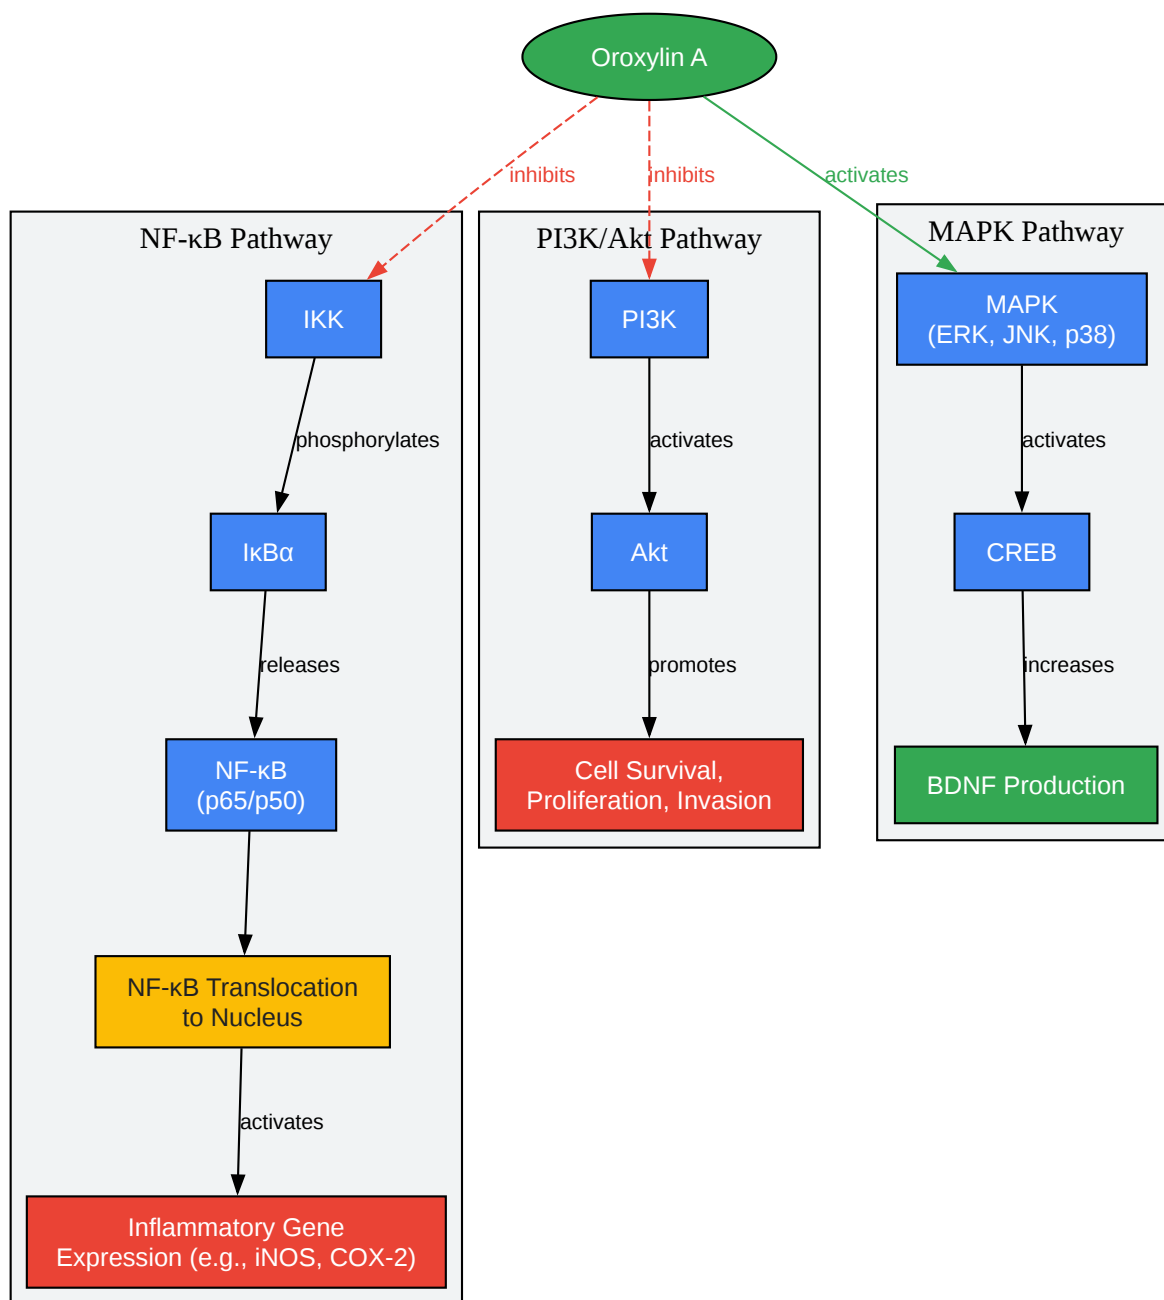 Oroxylin A
inhibits
inhibits
activates
NF-κB Pathway
IKK
phosphorylates
IκBα
releases
NF-κB
(p65/p50)
NF-κB Translocation
to Nucleus
activates
Inflammatory Gene
Expression (e.g., iNOS, COX-2)
PI3K/Akt Pathway
PI3K
activates
Akt
promotes
Cell Survival,
Proliferation, Invasion
MAPK Pathway
MAPK
(ERK, JNK, p38)
activates
CREB
increases
BDNF Production